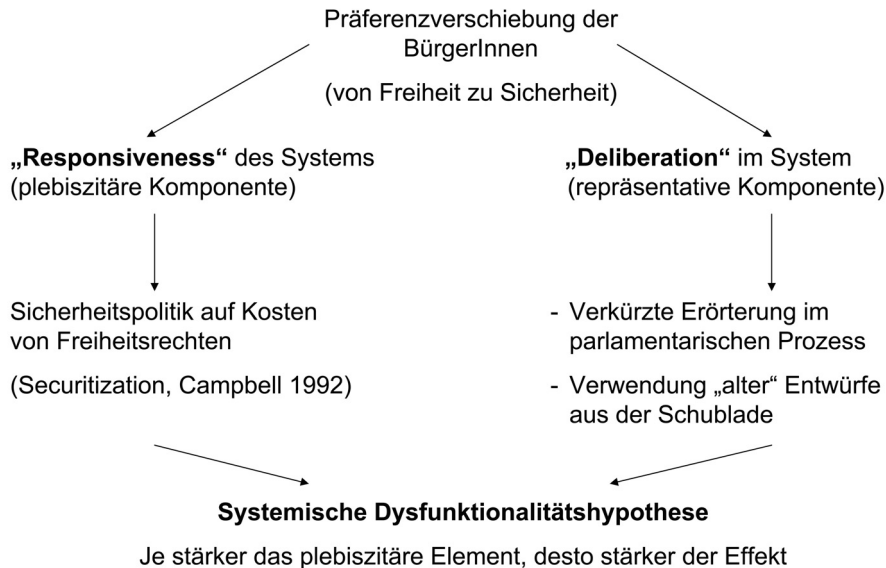 Präferenzverschiebung der
BürgerInnen
(von Freiheit zu Sicherheit)
„Responsiveness“ des Systems
(plebiszitäre Komponente)
„Deliberation“ im System
(repräsentative Komponente)
Sicherheitspolitik auf Kosten
von Freiheitsrechten
(Securitization, Campbell 1992)
- Verkürzte Erörterung im
parlamentarischen Prozess
- Verwendung „alter“ Entwürfe
aus der Schublade
Systemische Dysfunktionalitätshypothese
Je stärker das plebiszitäre Element, desto stärker der Effekt